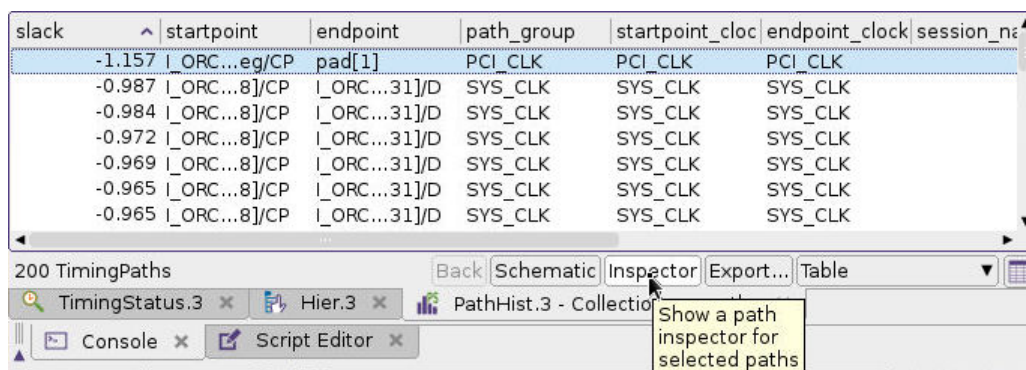 slack startpoint endpoint path_group startpoint_cloc endpoint_clock session_na
-1.157 I_ORC...eg/CP pad[1] PCI_CLK PCI_CLK PCI_CLK
-0.987 I_ORC...8]/CP I_ORC...31]/D SYS_CLK SYS_CLK SYS_CLK
-0.984 I_ORC...8]/CP I_ORC...31]/D SYS_CLK SYS_CLK SYS_CLK
-0.972 I_ORC...8]/CP I_ORC...31]/D SYS_CLK SYS_CLK SYS_CLK
-0.969 I_ORC...8]/CP I_ORC...31]/D SYS_CLK SYS_CLK SYS_CLK
-0.965 I_ORC...8]/CP I_ORC...31]/D SYS_CLK SYS_CLK SYS_CLK
-0.965 I_ORC...8]/CP I_ORC...31]/D SYS_CLK SYS_CLK SYS_CLK
200 TimingPaths Back Schematic Inspector Export... Table
TimingStatus.3 Hier.3 PathHist.3 - Collectio
Show a path
inspector for
selected paths
Console Script Editor